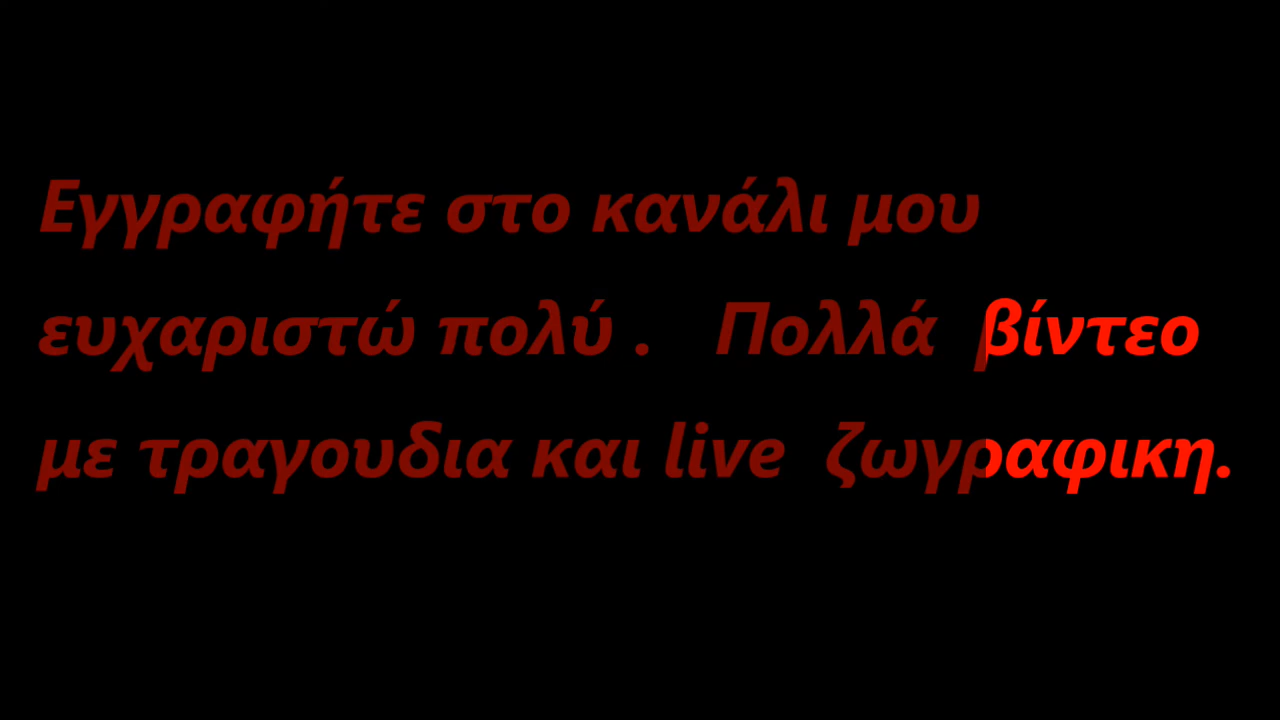 Εγγραφήτε στο κανάλι μου
ευχαριστώ πολύ . Πολλά βίντεο
με τραγουδια και live ζωγραφικη.